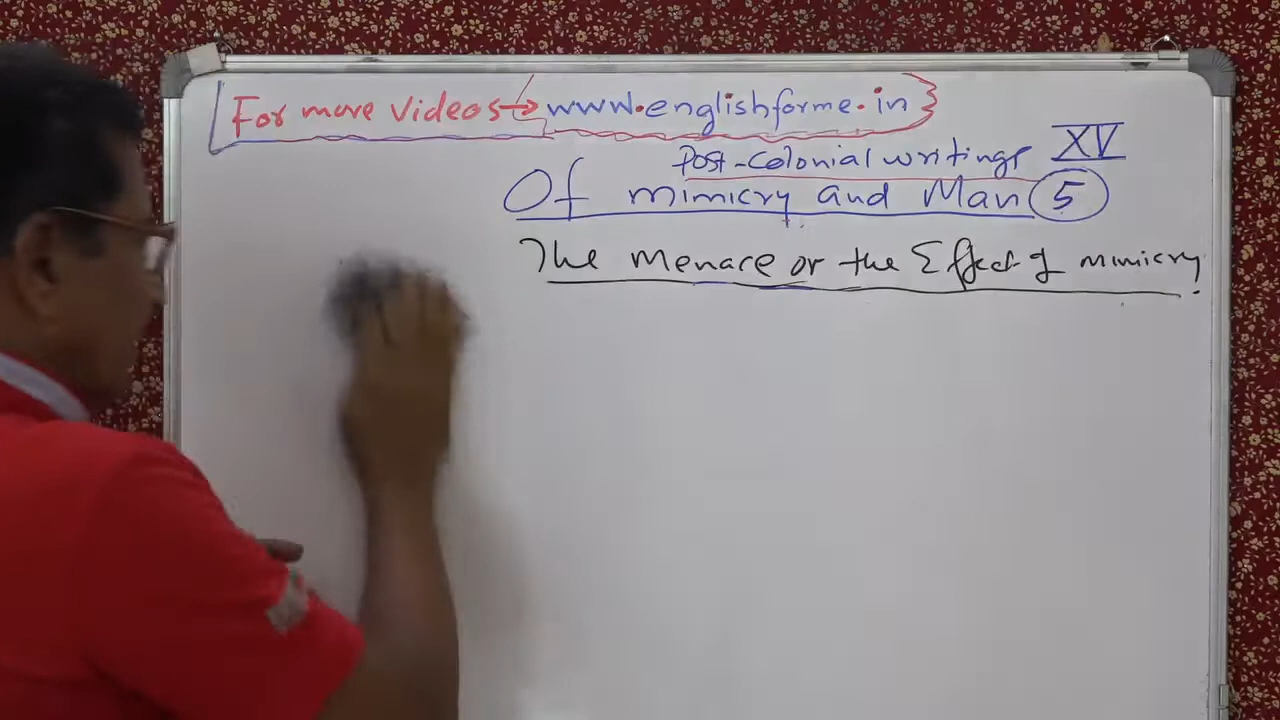 For more Videos → www.englishforme.in
Post-Colonial writings XV
Of mimicry and Man 5
The Menace or the Effect of mimicry